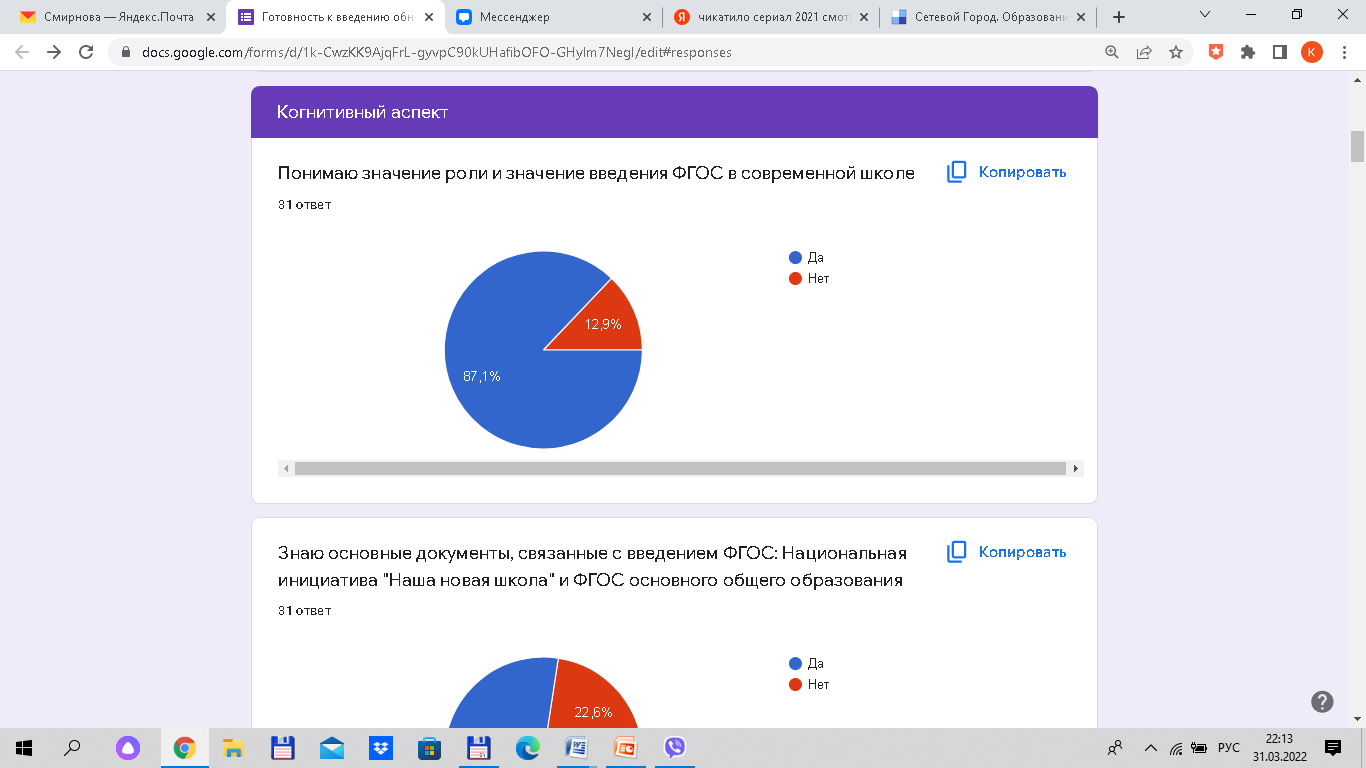 Смирнова — Яндекс.Почта
Готовность к введению обн
Мессенджер
чикатило сериал 2021 смотр
Сетевой Город. Образовани
docs.google.com/forms/d/1k-CwzKK9AjqFrL-gyvpC90kUHafibOFO-GHyIm7NegI/edit#responses
К
Когнитивный аспект
Понимаю значение роли и значение введения ФГОС в современной школе
Копировать
31 ответ
Да
Нет
12,9%
87,1%
Знаю основные документы, связанные с введением ФГОС: Национальная
инициатива "Наша новая школа" и ФГОС основного общего образования
Копировать
31 ответ
Да
Нет
22,6%
РУС
22:13
31.03.2022